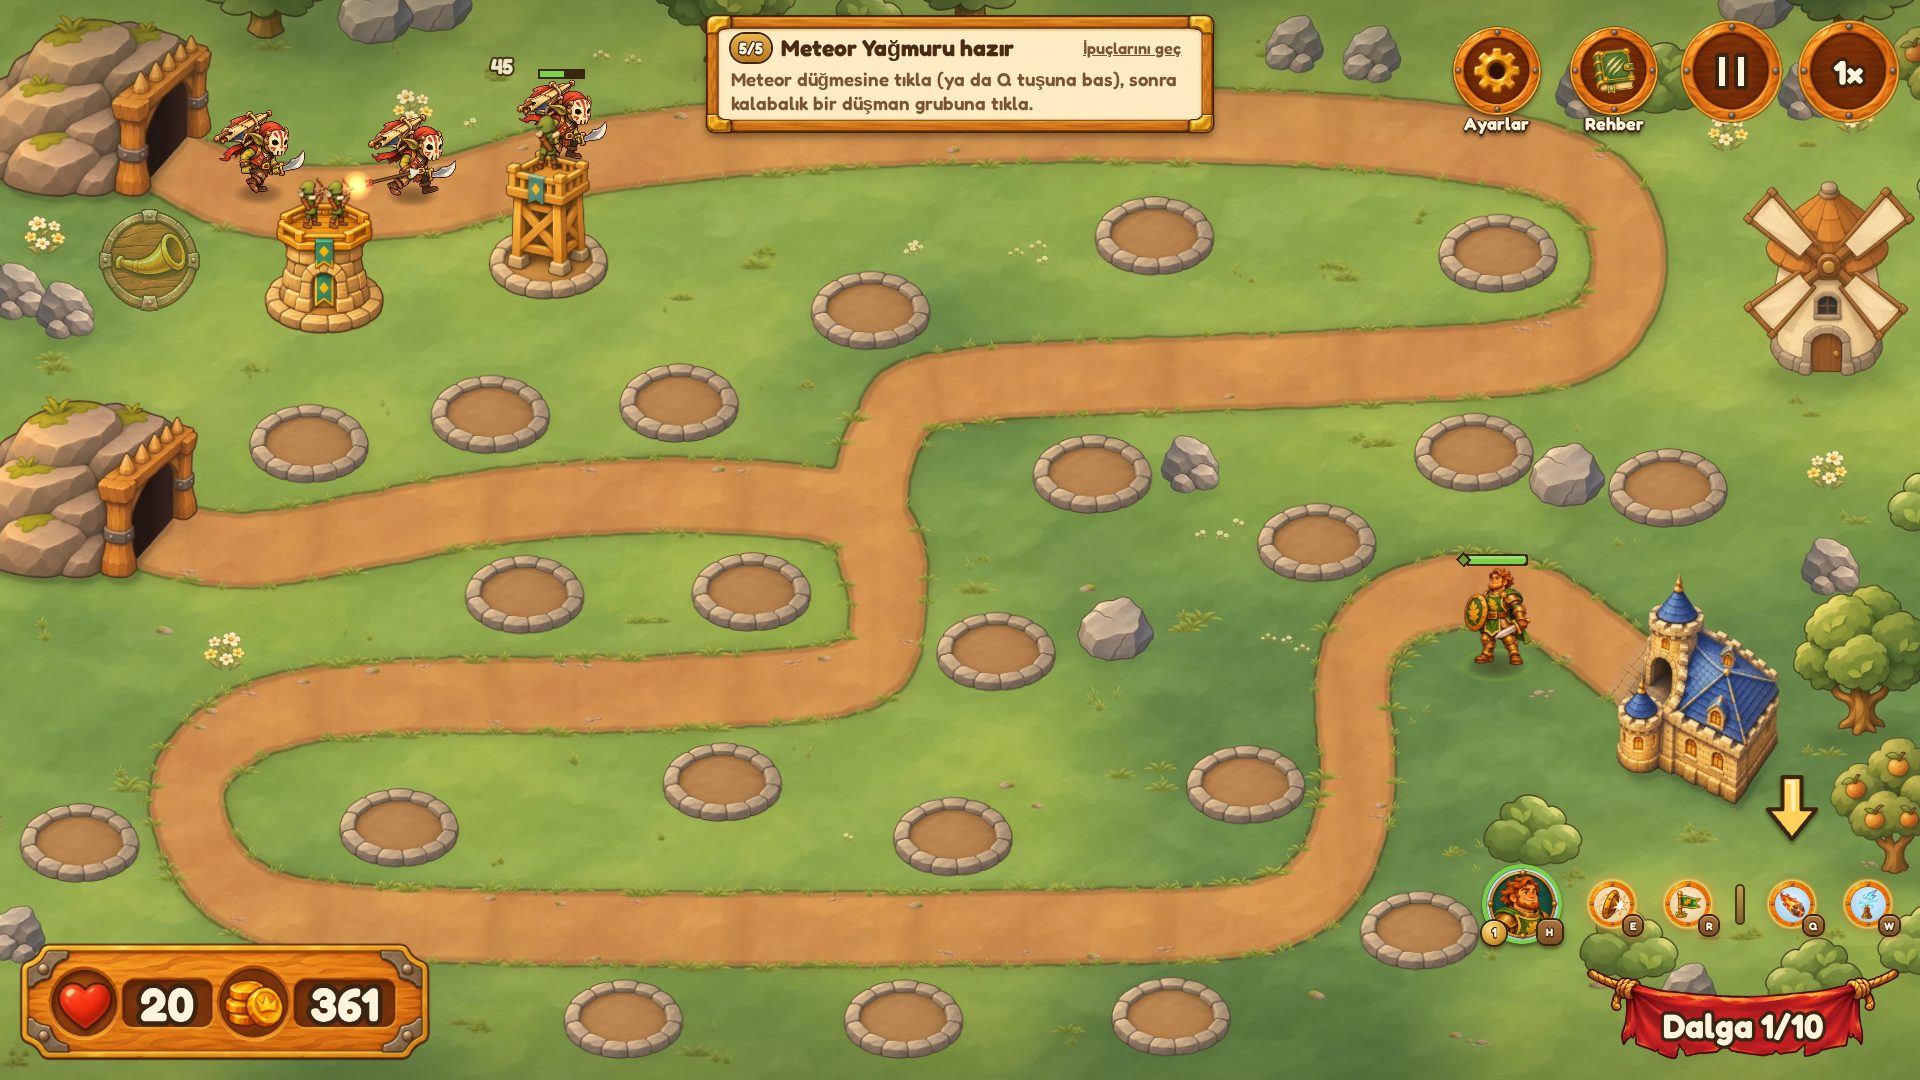 5/5 Meteor Yağmuru hazır İpuçlarını geç
Meteor düğmesine tıkla (ya da Q tuşuna bas), sonra
kalabalık bir düşman grubuna tıkla.
45
1x
Ayarlar
Rehber
1
H
E
R
Q
W
20
361
Dalga 1/10